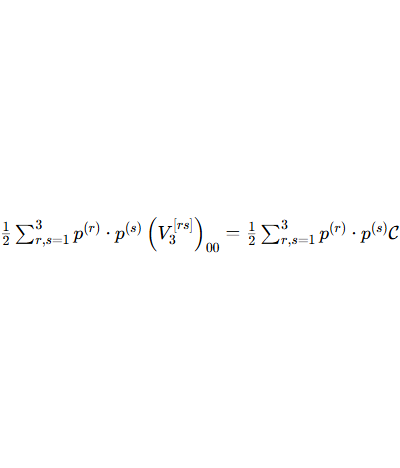 $\frac{1}{2} \sum_{r,s=1}^{3} p^{(r)} \cdot p^{(s)} \left( V_3^{[rs]} \right)_{00} = \frac{1}{2} \sum_{r,s=1}^{3} p^{(r)} \cdot p^{(s)} \mathcal{C}$